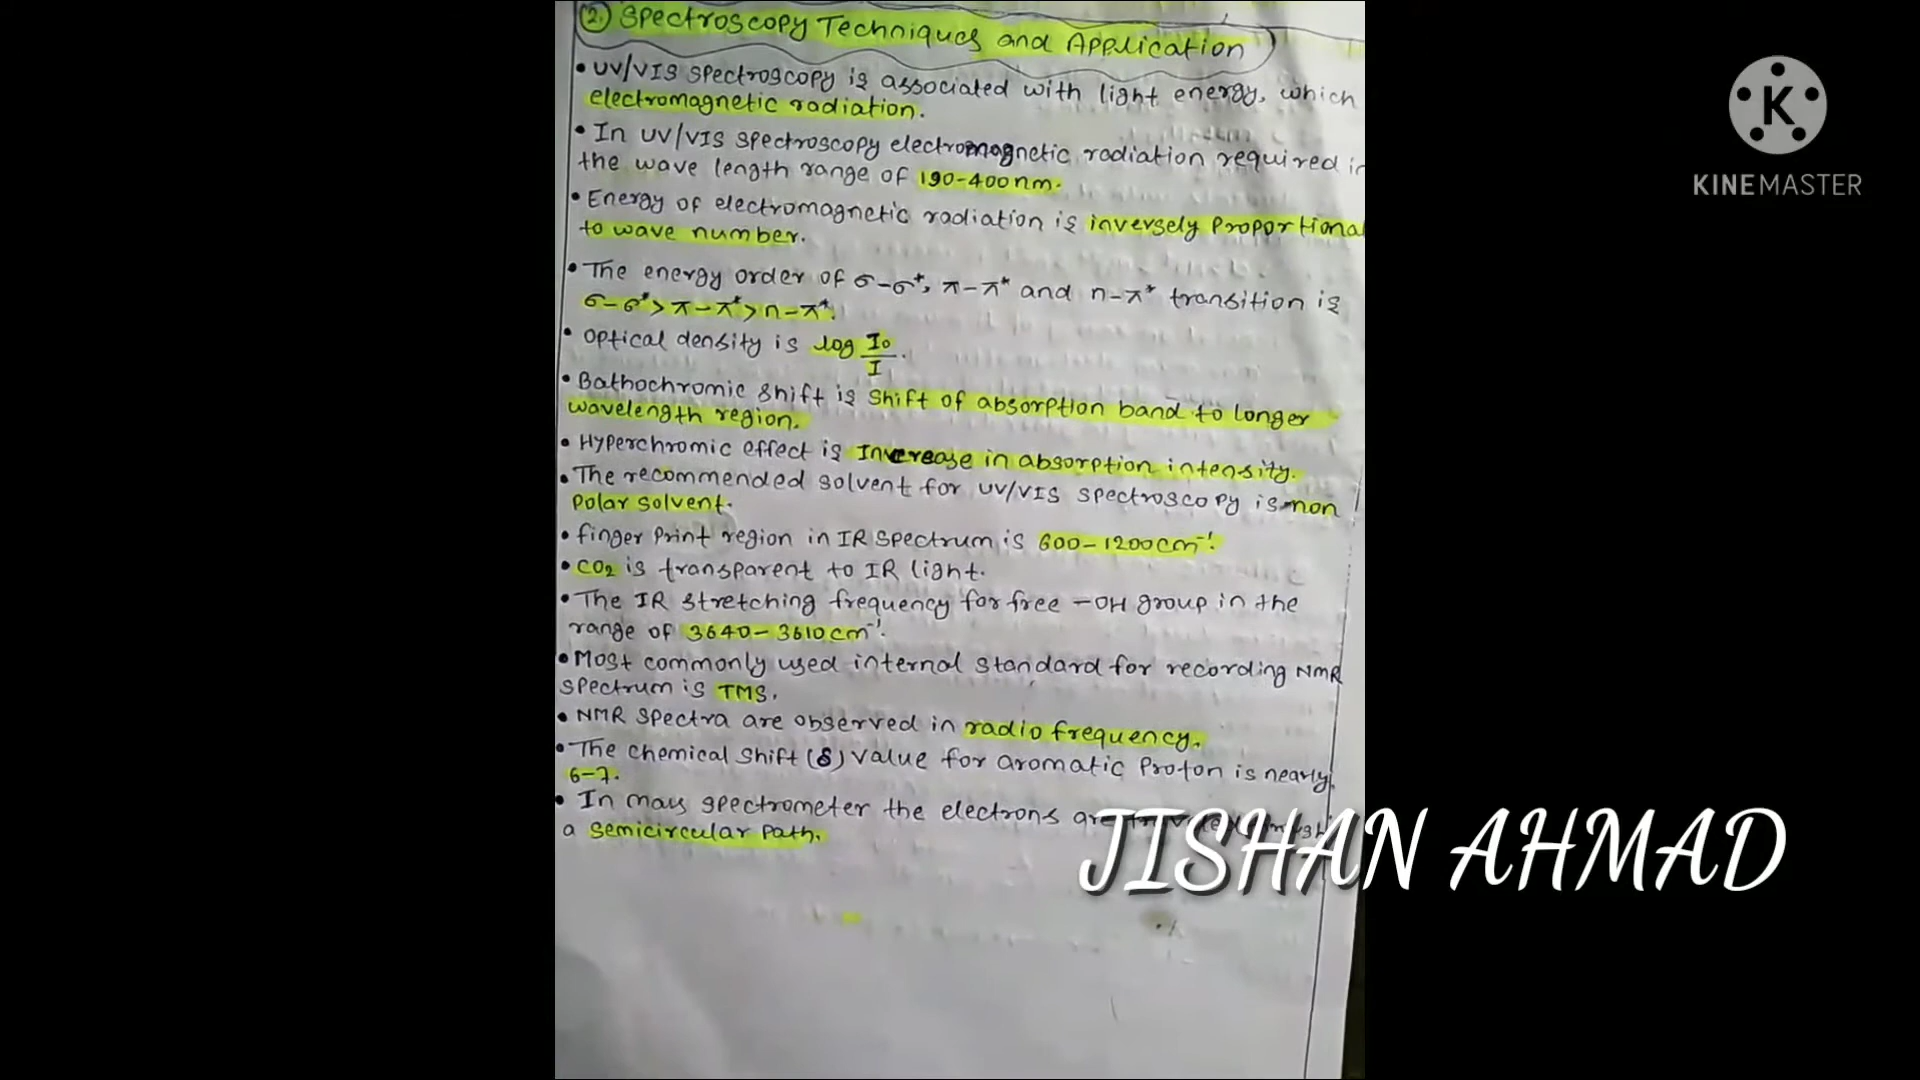 (2.) Spectroscopy Techniques and Application
• UV/VIS spectroscopy is associated with light energy, which
electromagnetic radiation.
• In UV/VIS spectroscopy electromagnetic radiation required in
the wave length range of 190-400nm.
• Energy of electromagnetic radiation is inversely proportional
to wave number.
• The energy order of σ-σ*, π-π* and n-π* transition is
σ-σ* > π-π* > n-π*.
• Optical density is log I₀/I.
• Bathochromic shift is shift of absorption band to longer
wavelength region.
• Hyperchromic effect is Increase in absorption intensity.
• The recommended solvent for UV/VIS spectroscopy is non
polar solvent.
• finger print region in IR spectrum is 600-1200cm⁻¹.
• CO₂ is transparent to IR light.
• The IR stretching frequency for free -OH group in the
range of 3640-3610cm⁻¹.
• Most commonly used internal standard for recording NMR
spectrum is TMS.
• NMR spectra are observed in radio frequency.
• The chemical shift (δ) value for aromatic proton is nearly
6-7.
• In mass spectrometer the electrons are
a semicircular path.
K
KINEMASTER
JISHAN AHMAD